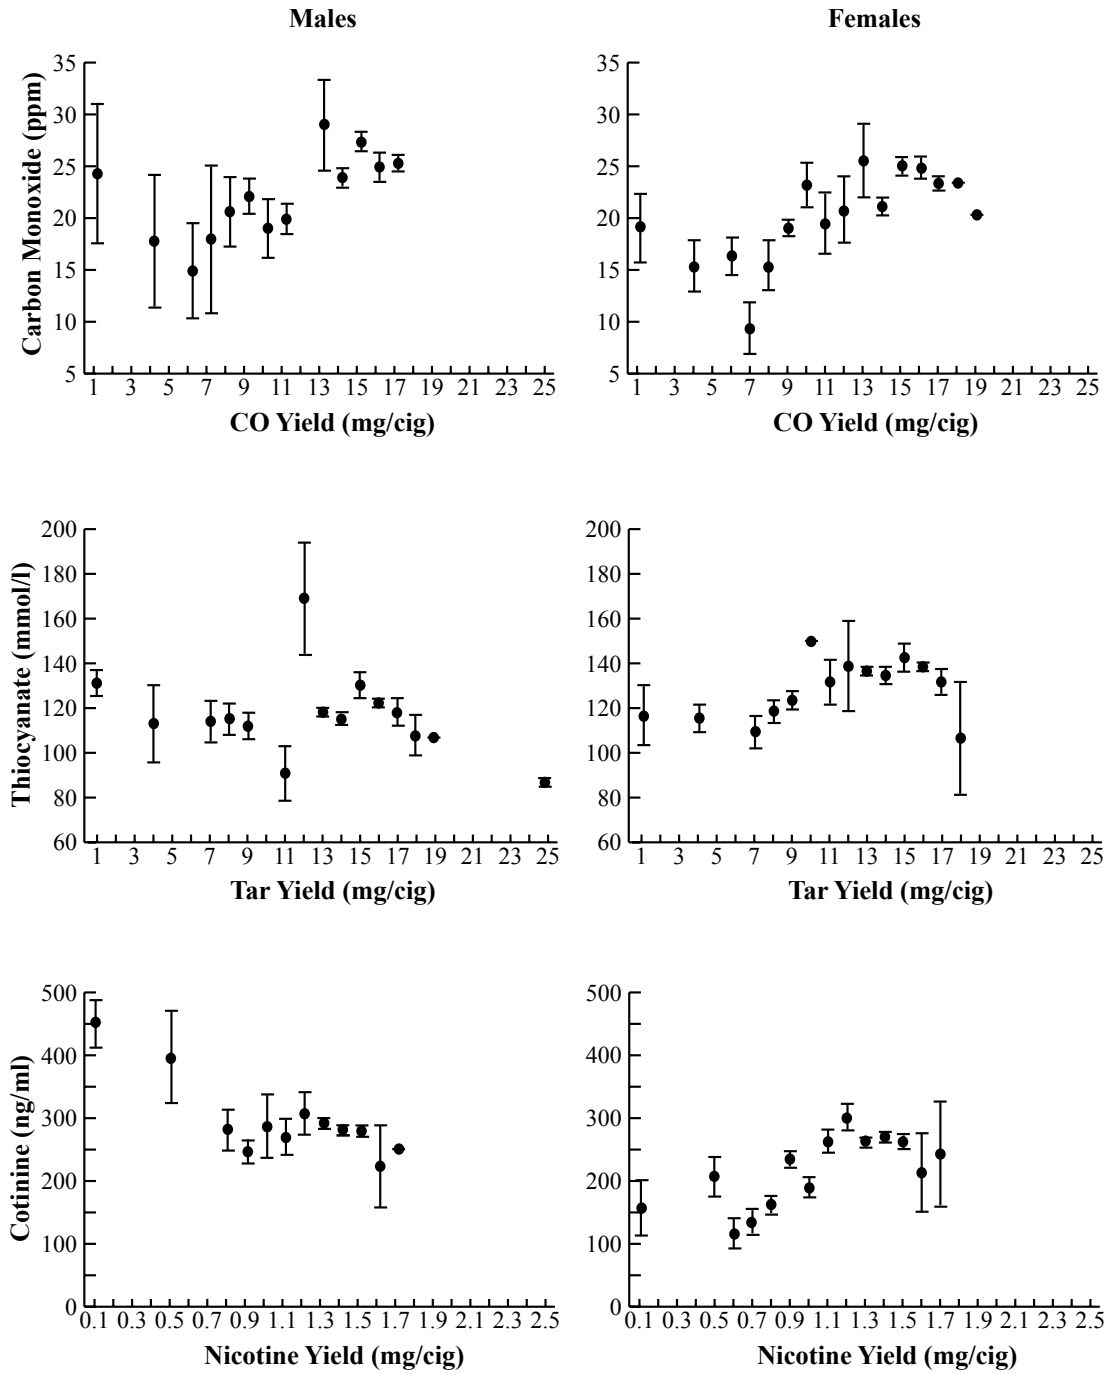 Males
Females
Carbon Monoxide (ppm)
35
30
25
20
15
10
5
1 3 5 7 9 11 13 15 17 19 21 23 25
CO Yield (mg/cig)
35
30
25
20
15
10
5
1 3 5 7 9 11 13 15 17 19 21 23 25
CO Yield (mg/cig)
Thiocyanate (mmol/l)
200
180
160
140
120
100
80
60
1 3 5 7 9 11 13 15 17 19 21 23 25
Tar Yield (mg/cig)
200
180
160
140
120
100
80
60
1 3 5 7 9 11 13 15 17 19 21 23 25
Tar Yield (mg/cig)
Cotinine (ng/ml)
500
400
300
200
100
0
0.1 0.3 0.5 0.7 0.9 1.1 1.3 1.5 1.7 1.9 2.1 2.3 2.5
Nicotine Yield (mg/cig)
500
400
300
200
100
0
0.1 0.3 0.5 0.7 0.9 1.1 1.3 1.5 1.7 1.9 2.1 2.3 2.5
Nicotine Yield (mg/cig)